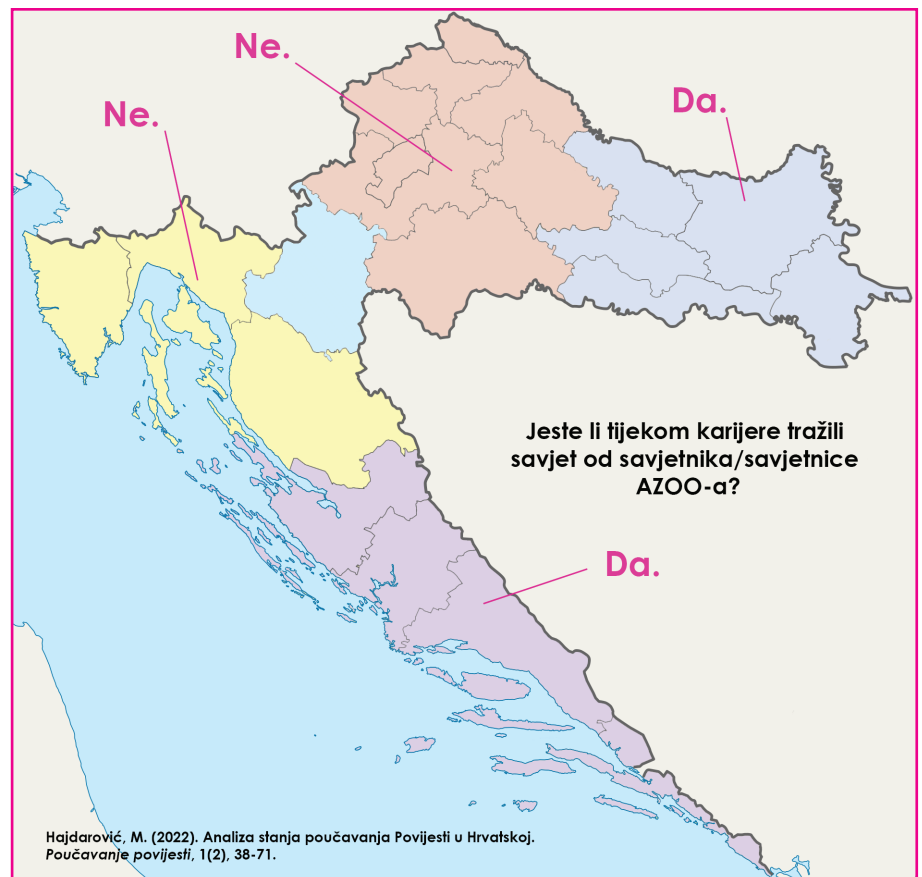 Ne.
Ne.
Da.
Jeste li tijekom karijere tražili
savjet od savjetnika/savjetnice
AZOO-a?
Da.
Hajdarović, M. (2022). Analiza stanja poučavanja Povijesti u Hrvatskoj.
Poučavanje povijesti, 1(2), 38-71.